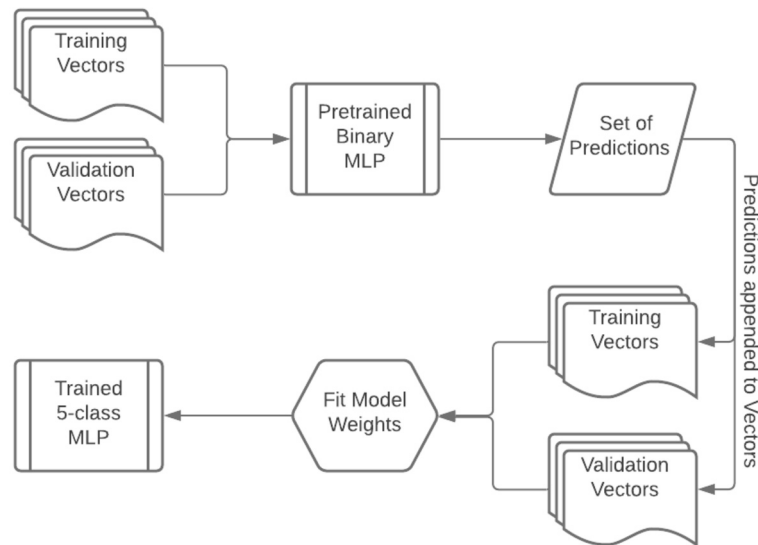 Training
Vectors
Validation
Vectors
Pretrained
Binary
MLP
Set of
Predictions
Predictions appended to Vectors
Training
Vectors
Validation
Vectors
Fit Model
Weights
Trained
5-class
MLP